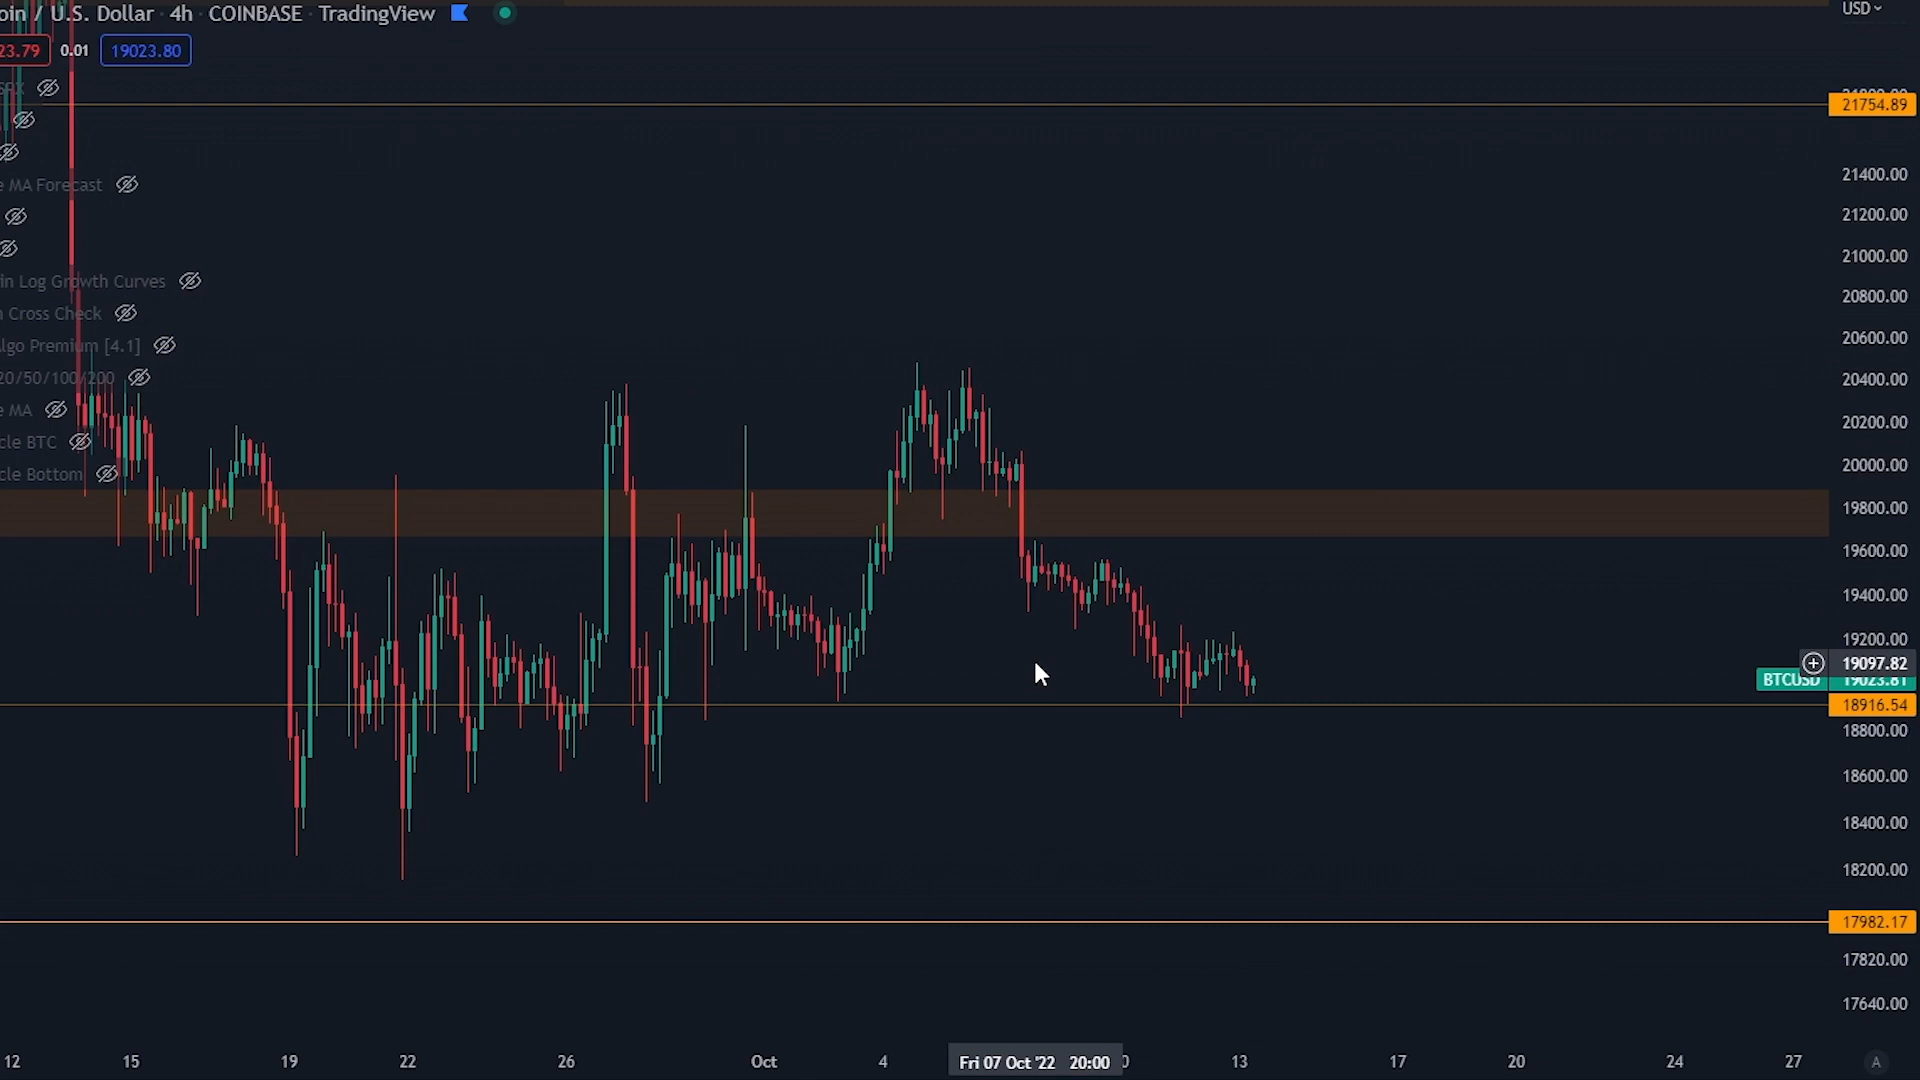 oin / U.S. Dollar · 4h · COINBASE · TradingView
USD
23.79 0.01 19023.80
21754.89
21400.00
e MA Forecast
21200.00
21000.00
in Log Growth Curves
20800.00
n Cross Check
lgo Premium [4.1]
20600.00
20/50/100/200
20400.00
e MA
20200.00
cle BTC
20000.00
cle Bottom
19800.00
19600.00
19400.00
19200.00
19097.82
BTCUSD 19023.81
18916.54
18800.00
18600.00
18400.00
18200.00
17982.17
17820.00
17640.00
12 15 19 22 26 Oct 4 Fri 07 Oct '22 20:00 0 13 17 20 24 27 A